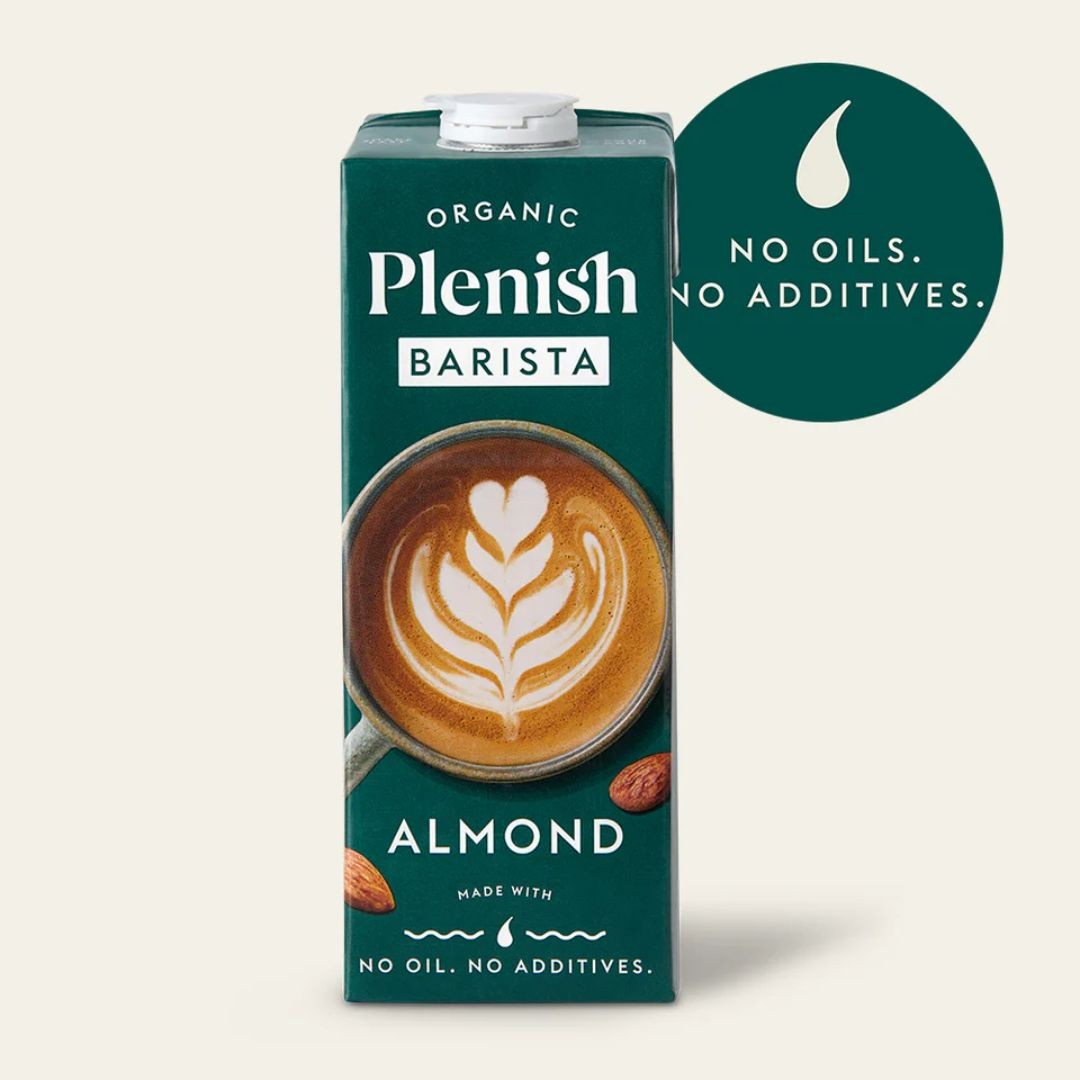 ORGANIC
Plenish
BARISTA
ALMOND
MADE WITH
NO OIL. NO ADDITIVES.
NO OILS.
NO ADDITIVES.